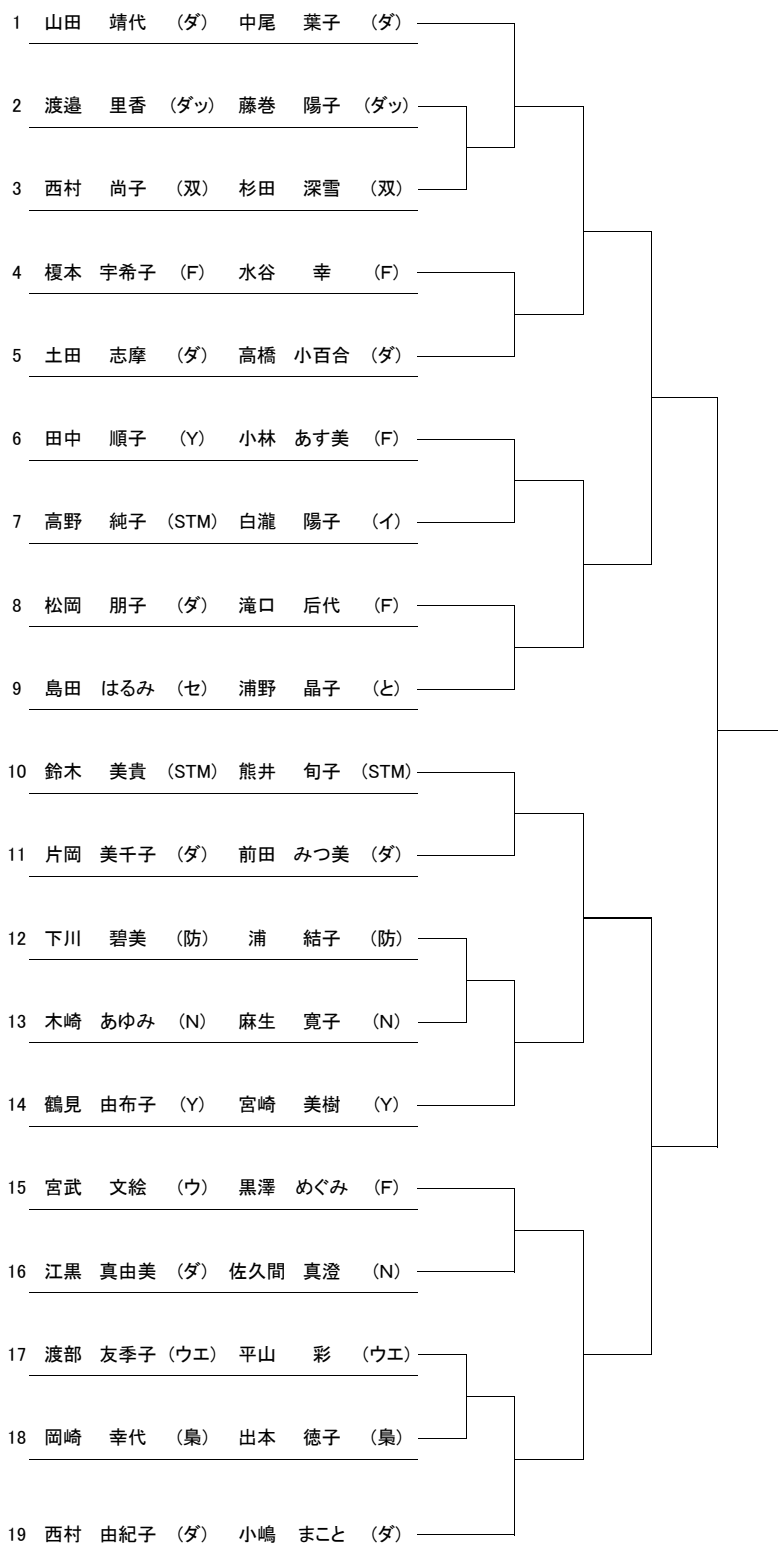 1 山田 靖代 (ダ) 中尾 葉子 (ダ)
2 渡邉 里香 (ダッ) 藤巻 陽子 (ダッ)
3 西村 尚子 (双) 杉田 深雪 (双)
4 榎本 宇希子 (F) 水谷 幸 (F)
5 土田 志摩 (ダ) 高橋 小百合 (ダ)
6 田中 順子 (Y) 小林 あす美 (F)
7 高野 純子 (STM) 白瀧 陽子 (イ)
8 松岡 朋子 (ダ) 滝口 后代 (F)
9 島田 はるみ (セ) 浦野 晶子 (と)
10 鈴木 美貴 (STM) 熊井 旬子 (STM)
11 片岡 美千子 (ダ) 前田 みつ美 (ダ)
12 下川 碧美 (防) 浦 結子 (防)
13 木崎 あゆみ (N) 麻生 寛子 (N)
14 鶴見 由布子 (Y) 宮崎 美樹 (Y)
15 宮武 文絵 (ウ) 黒澤 めぐみ (F)
16 江黒 真由美 (ダ) 佐久間 真澄 (N)
17 渡部 友季子 (ウエ) 平山 彩 (ウエ)
18 岡崎 幸代 (梟) 出本 徳子 (梟)
19 西村 由紀子 (ダ) 小嶋 まこと (ダ)